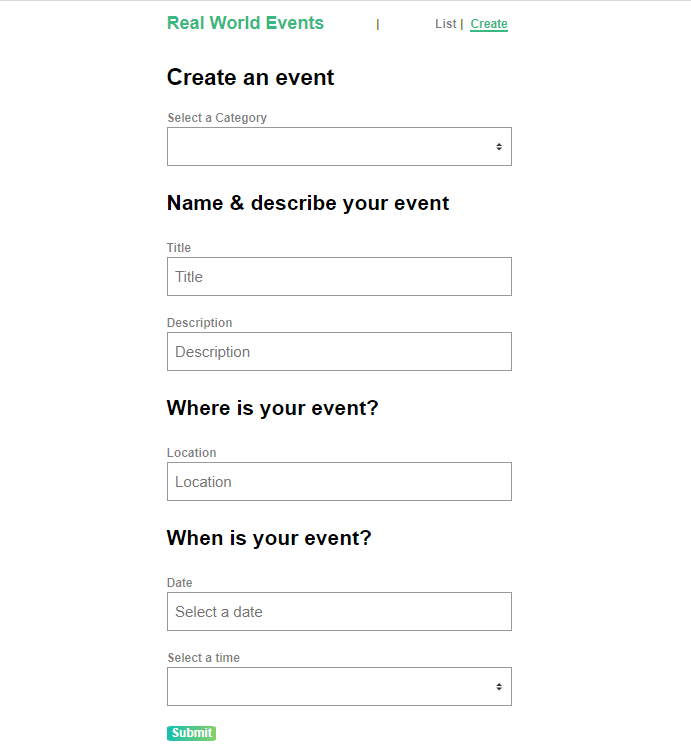 Real World Events | List | Create
Create an event
Select a Category
Name & describe your event
Title
Title
Description
Description
Where is your event?
Location
Location
When is your event?
Date
Select a date
Select a time
Submit